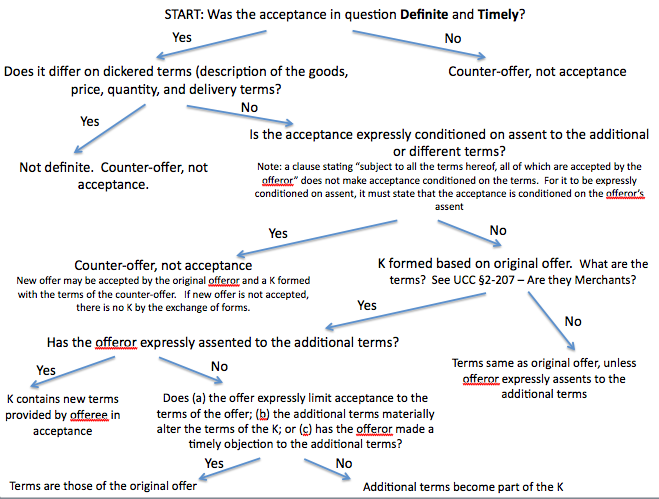 START: Was the acceptance in question Definite and Timely?
Yes
No
Does it differ on dickered terms (description of the goods,
price, quantity, and delivery terms?
Counter-offer, not acceptance
Yes
No
Not definite. Counter-offer, not
acceptance.
Is the acceptance expressly conditioned on assent to the additional
or different terms?
Note: a clause stating “subject to all the terms hereof, all of which are accepted by the
offeror” does not make acceptance conditioned on the terms. For it to be expressly
conditioned on assent, it must state that the acceptance is conditioned on the offeror’s
assent
Yes
No
Counter-offer, not acceptance
New offer may be accepted by the original offeror and a K formed
with the terms of the counter-offer. If new offer is not accepted,
there is no K by the exchange of forms.
K formed based on original offer. What are the
terms? See UCC §2-207 – Are they Merchants?
Yes
No
Has the offeror expressly assented to the additional terms?
Terms same as original offer, unless
offeror expressly assents to the
additional terms
Yes
No
K contains new terms
provided by offeree in
acceptance
Does (a) the offer expressly limit acceptance to the
terms of the offer; (b) the additional terms materially
alter the terms of the K; or (c) has the offeror made a
timely objection to the additional terms?
Yes
No
Terms are those of the original offer
Additional terms become part of the K